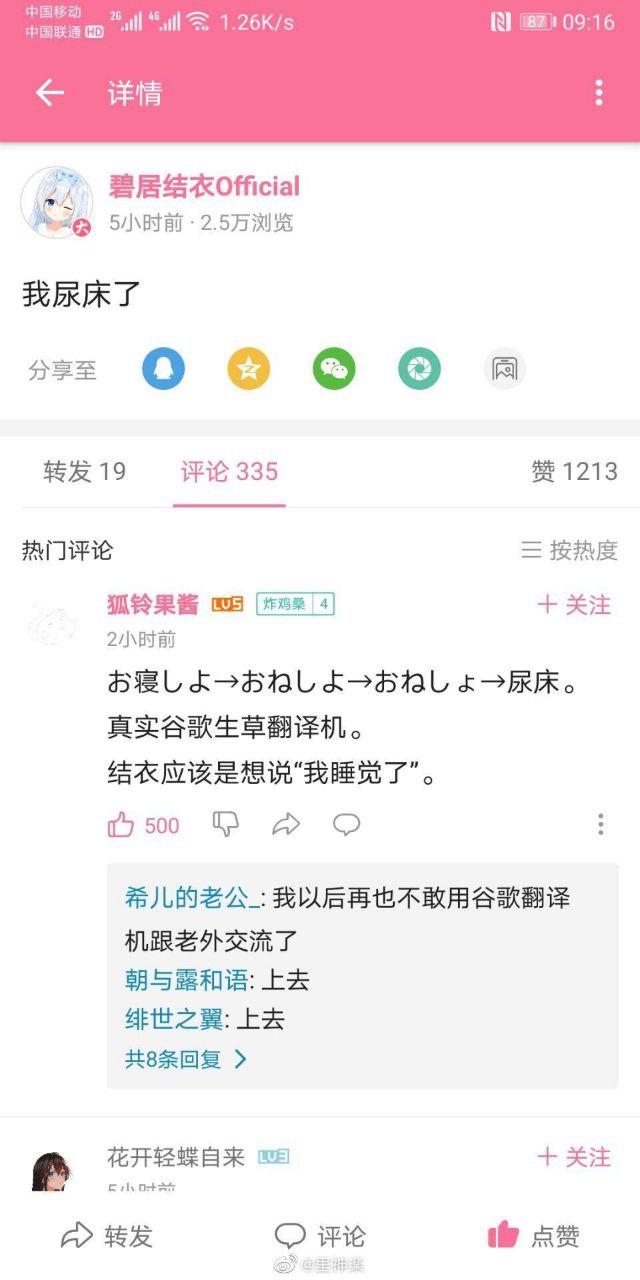 中国移动
中国联通 HD
2G 4G 1.26K/s 87 09:16
详情
碧居结衣Official
大
5小时前 · 2.5万浏览
我尿床了
分享至
转发 19 评论 335 赞 1213
热门评论 按热度
狐铃果酱 LV5 炸鸡桑 4 + 关注
2小时前
お寝しよ→おねしよ→おねしょ→尿床。
真实谷歌生草翻译机。
结衣应该是想说“我睡觉了”。
500
希儿的老公_: 我以后再也不敢用谷歌翻译
机跟老外交流了
朝与露和语: 上去
绯世之翼: 上去
共8条回复
花开轻蝶自来 LV3 + 关注
5小时前
转发 评论 点赞
@里神楽